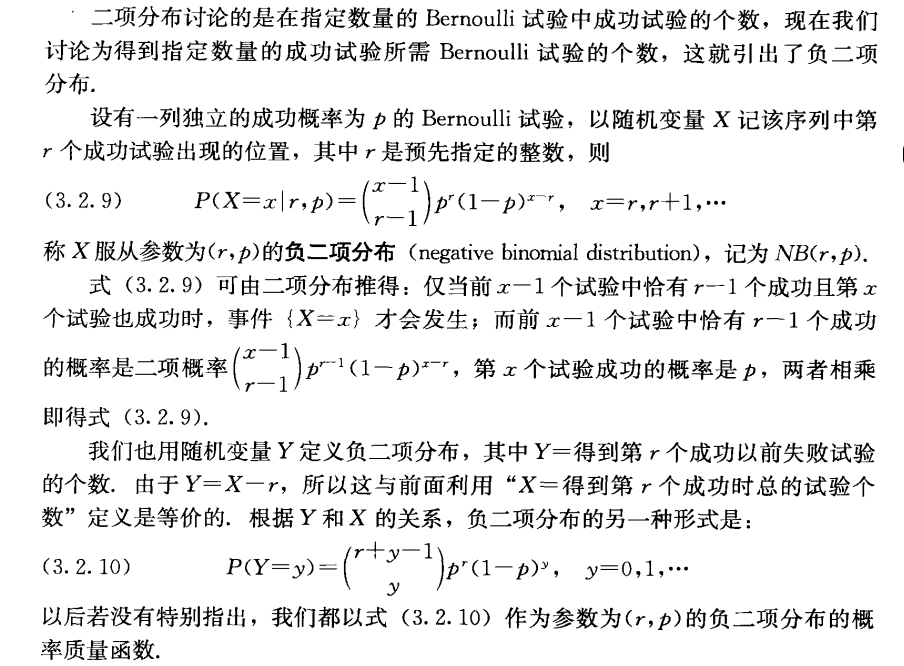 二项分布讨论的是在指定数量的 Bernoulli 试验中成功试验的个数，现在我们
讨论为得到指定数量的成功试验所需 Bernoulli 试验的个数，这就引出了负二项
分布.
设有一列独立的成功概率为 p 的 Bernoulli 试验，以随机变量 X 记该序列中第
r 个成功试验出现的位置，其中 r 是预先指定的整数，则
(3.2.9) P(X=x|r,p)=\binom{x-1}{r-1}p^r(1-p)^{x-r}, x=r,r+1,…
称 X 服从参数为(r,p)的负二项分布（negative binomial distribution），记为 NB(r,p).
式（3.2.9）可由二项分布推得：仅当前 x-1 个试验中恰有 r-1 个成功且第 x
个试验也成功时，事件｛X=x｝才会发生；而前 x-1 个试验中恰有 r-1 个成功
的概率是二项概率\binom{x-1}{r-1}p^{r-1}(1-p)^{x-r}，第 x 个试验成功的概率是 p，两者相乘
即得式（3.2.9）.
我们也用随机变量 Y 定义负二项分布，其中 Y=得到第 r 个成功以前失败试验
的个数. 由于 Y=X-r，所以这与前面利用“X=得到第 r 个成功时总的试验个
数”定义是等价的. 根据 Y 和 X 的关系，负二项分布的另一种形式是：
(3.2.10) P(Y=y)=\binom{r+y-1}{y}p^r(1-p)^y, y=0,1,…
以后若没有特别指出，我们都以式（3.2.10）作为参数为(r,p)的负二项分布的概
率质量函数.